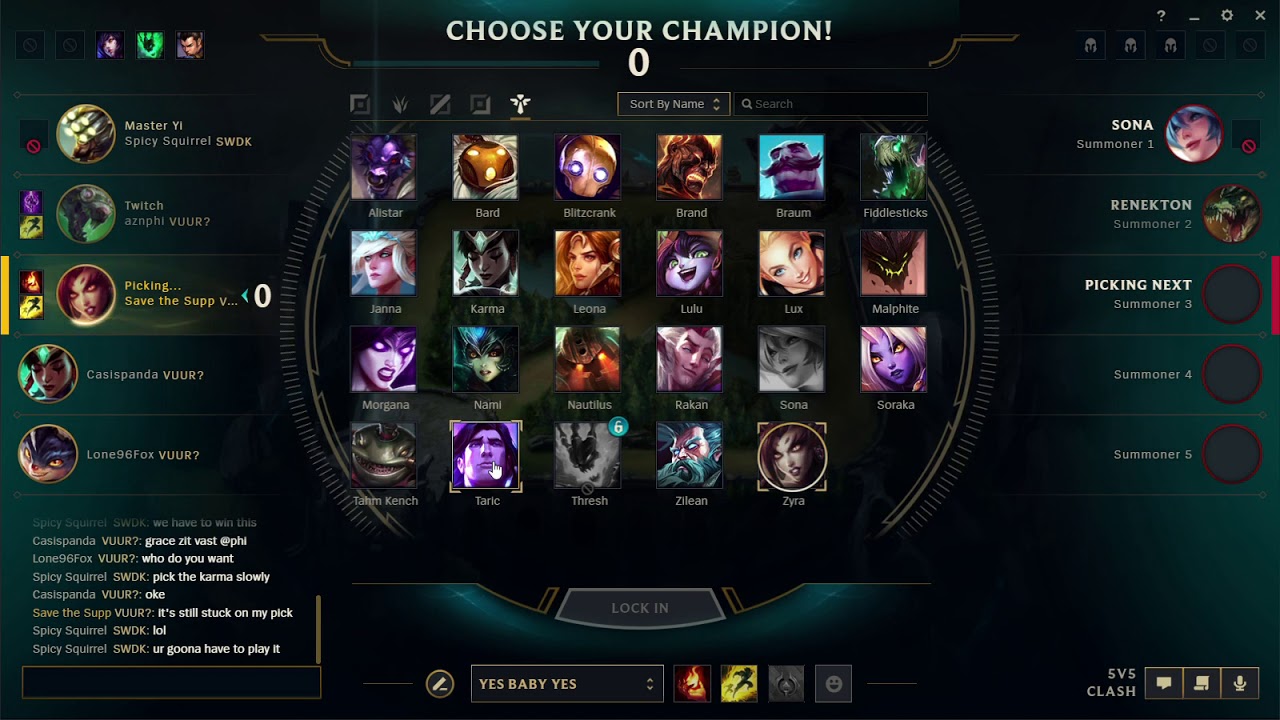 CHOOSE YOUR CHAMPION!
0
?
Sort By Name
Search
Master Yi
Spicy Squirrel SWDK
Twitch
aznphi VUUR?
Picking...
Save the Supp V...
0
Casispanda VUUR?
Lone96Fox VUUR?
Alistar Bard Blitzcrank Brand Braum Fiddlesticks
Janna Karma Leona Lulu Lux Malphite
Morgana Nami Nautilus Rakan Sona Soraka
6
Tahm Kench Taric Thresh Zilean Zyra
SONA
Summoner 1
RENEKTON
Summoner 2
PICKING NEXT
Summoner 3
Summoner 4
Summoner 5
Spicy Squirrel SWDK: we have to win this
Casispanda VUUR?: grace zit vast @phi
Lone96Fox VUUR?: who do you want
Spicy Squirrel SWDK: pick the karma slowly
Casispanda VUUR?: oke
Save the Supp VUUR?: it's still stuck on my pick
Spicy Squirrel SWDK: lol
Spicy Squirrel SWDK: ur goona have to play it
LOCK IN
YES BABY YES
5V5
CLASH